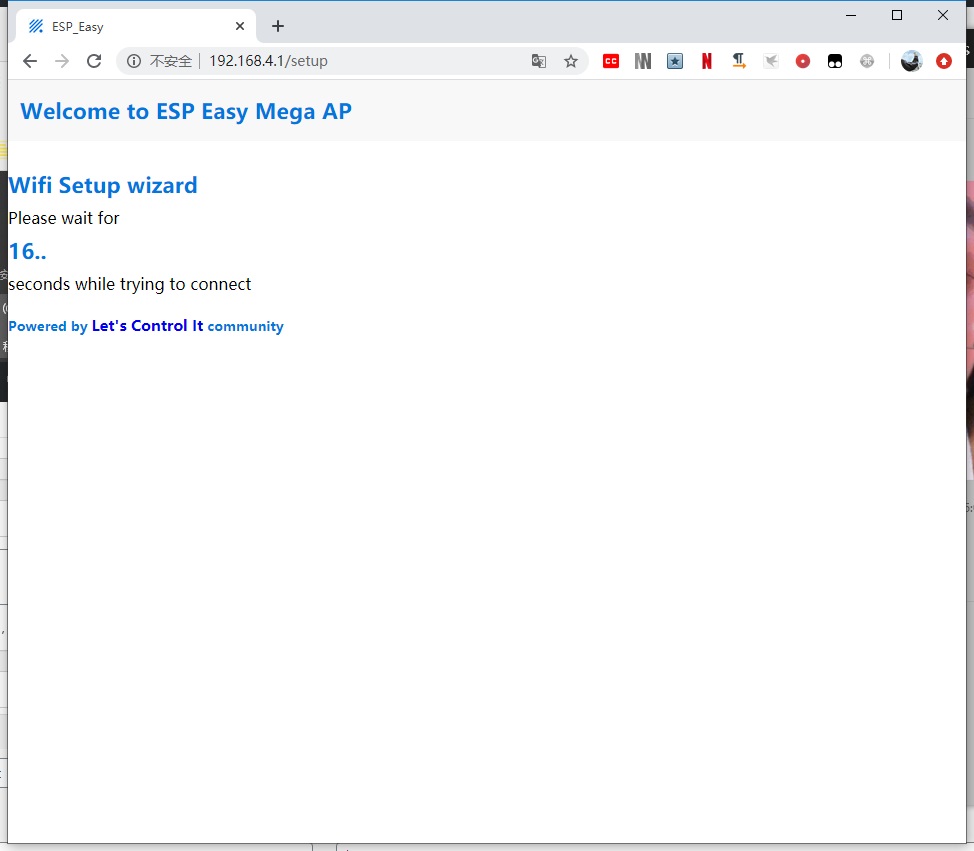 ESP_Easy
不安全 192.168.4.1/setup
Welcome to ESP Easy Mega AP
Wifi Setup wizard
Please wait for
16..
seconds while trying to connect
Powered by Let's Control It community